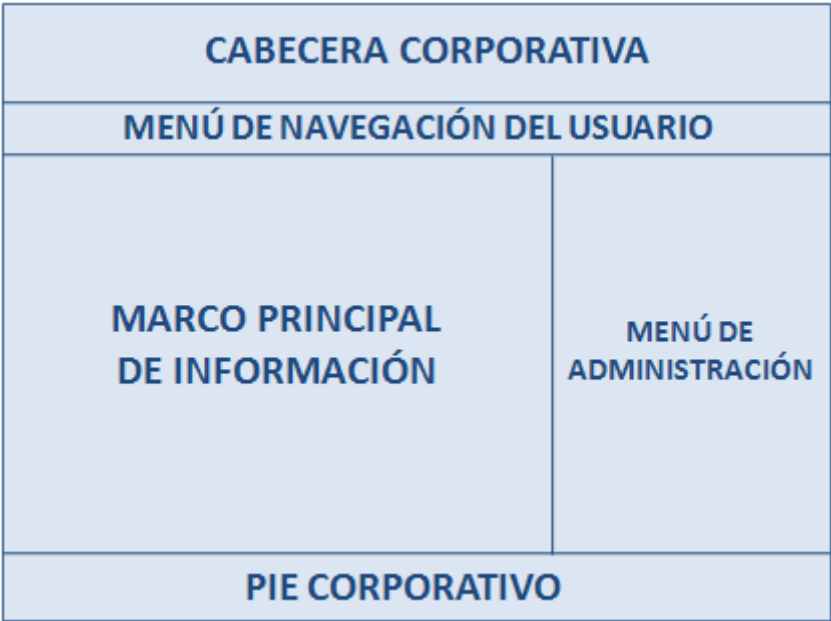 CABECERA CORPORATIVA
MENÚ DE NAVEGACIÓN DEL USUARIO
MARCO PRINCIPAL
DE INFORMACIÓN
MENÚ DE
ADMINISTRACIÓN
PIE CORPORATIVO